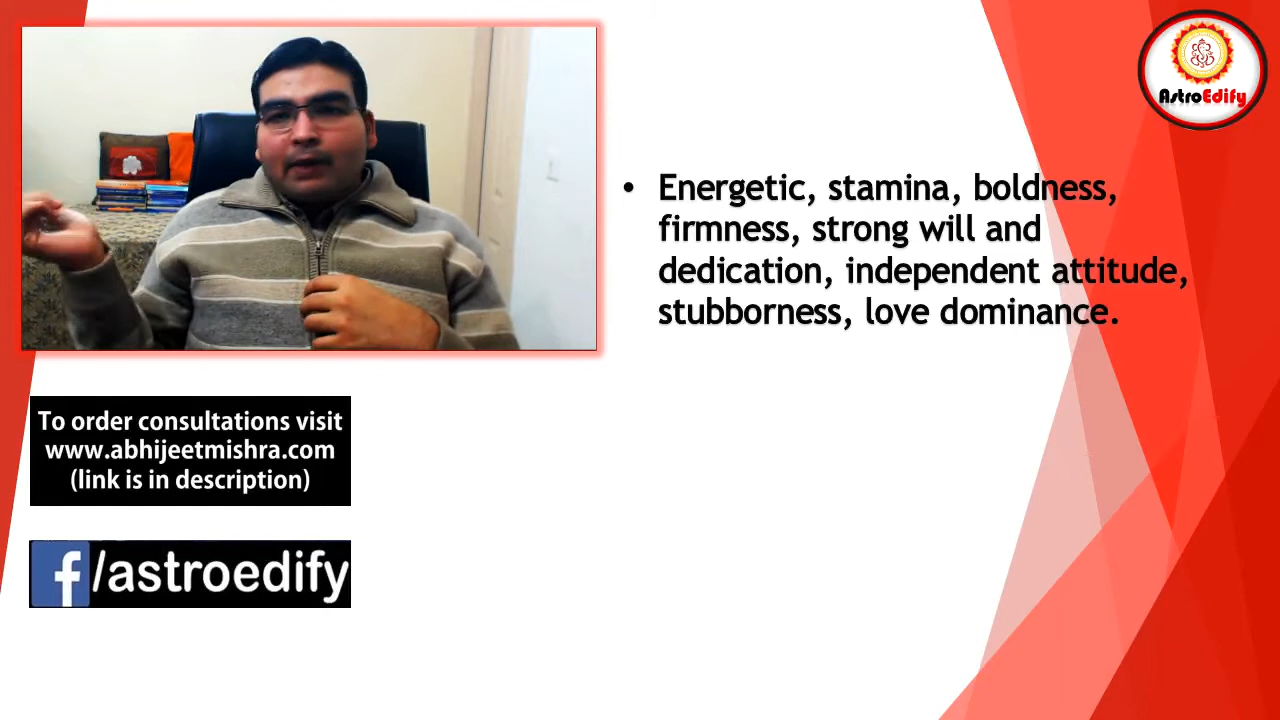 AstroEdify
• Energetic, stamina, boldness,
firmness, strong will and
dedication, independent attitude,
stubborness, love dominance.
To order consultations visit
www.abhijeetmishra.com
(link is in description)
f/astroedify